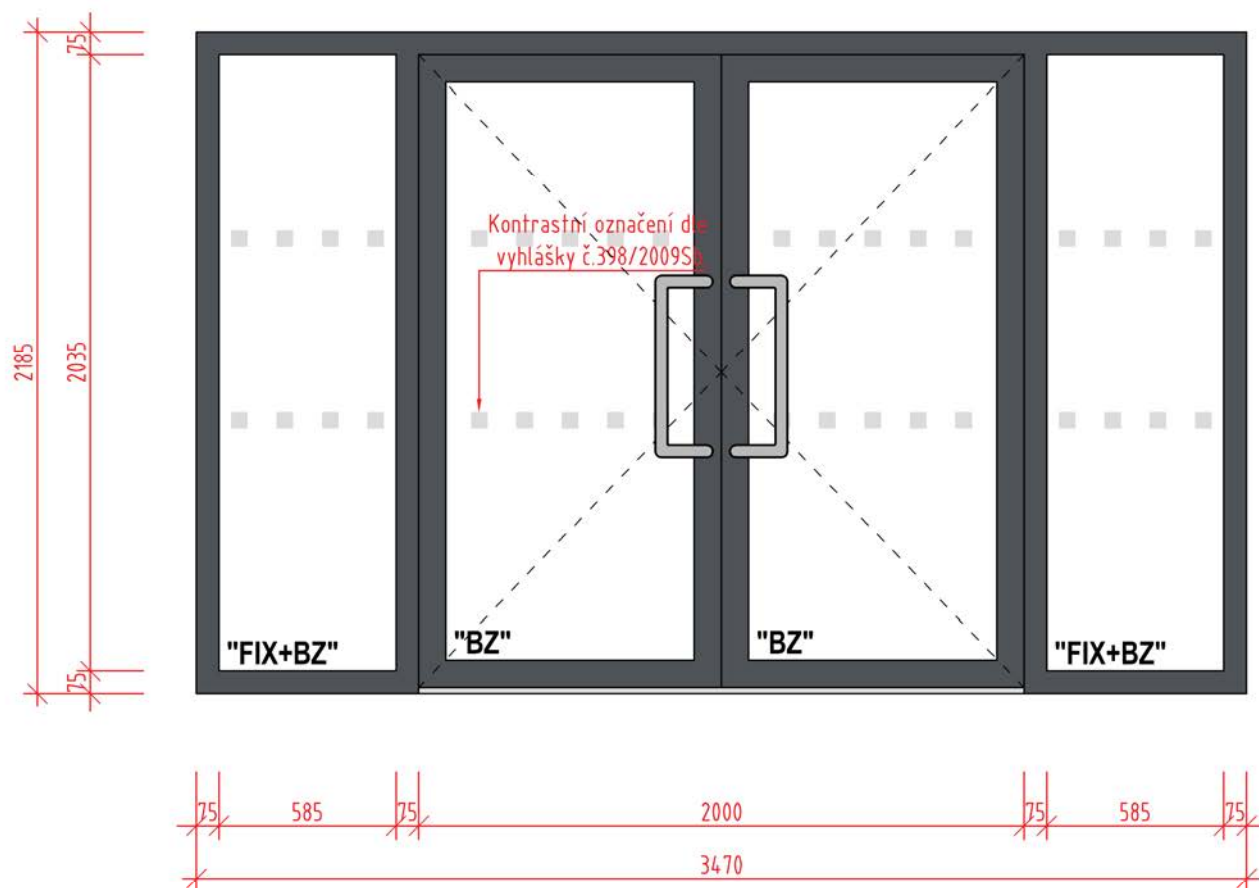 75
2185
2035
75
Kontrastní označení dle
vyhlášky č.398/2009Sb.
"FIX+BZ"
"BZ"
"BZ"
"FIX+BZ"
75 585 75 2000 75 585 75
3470